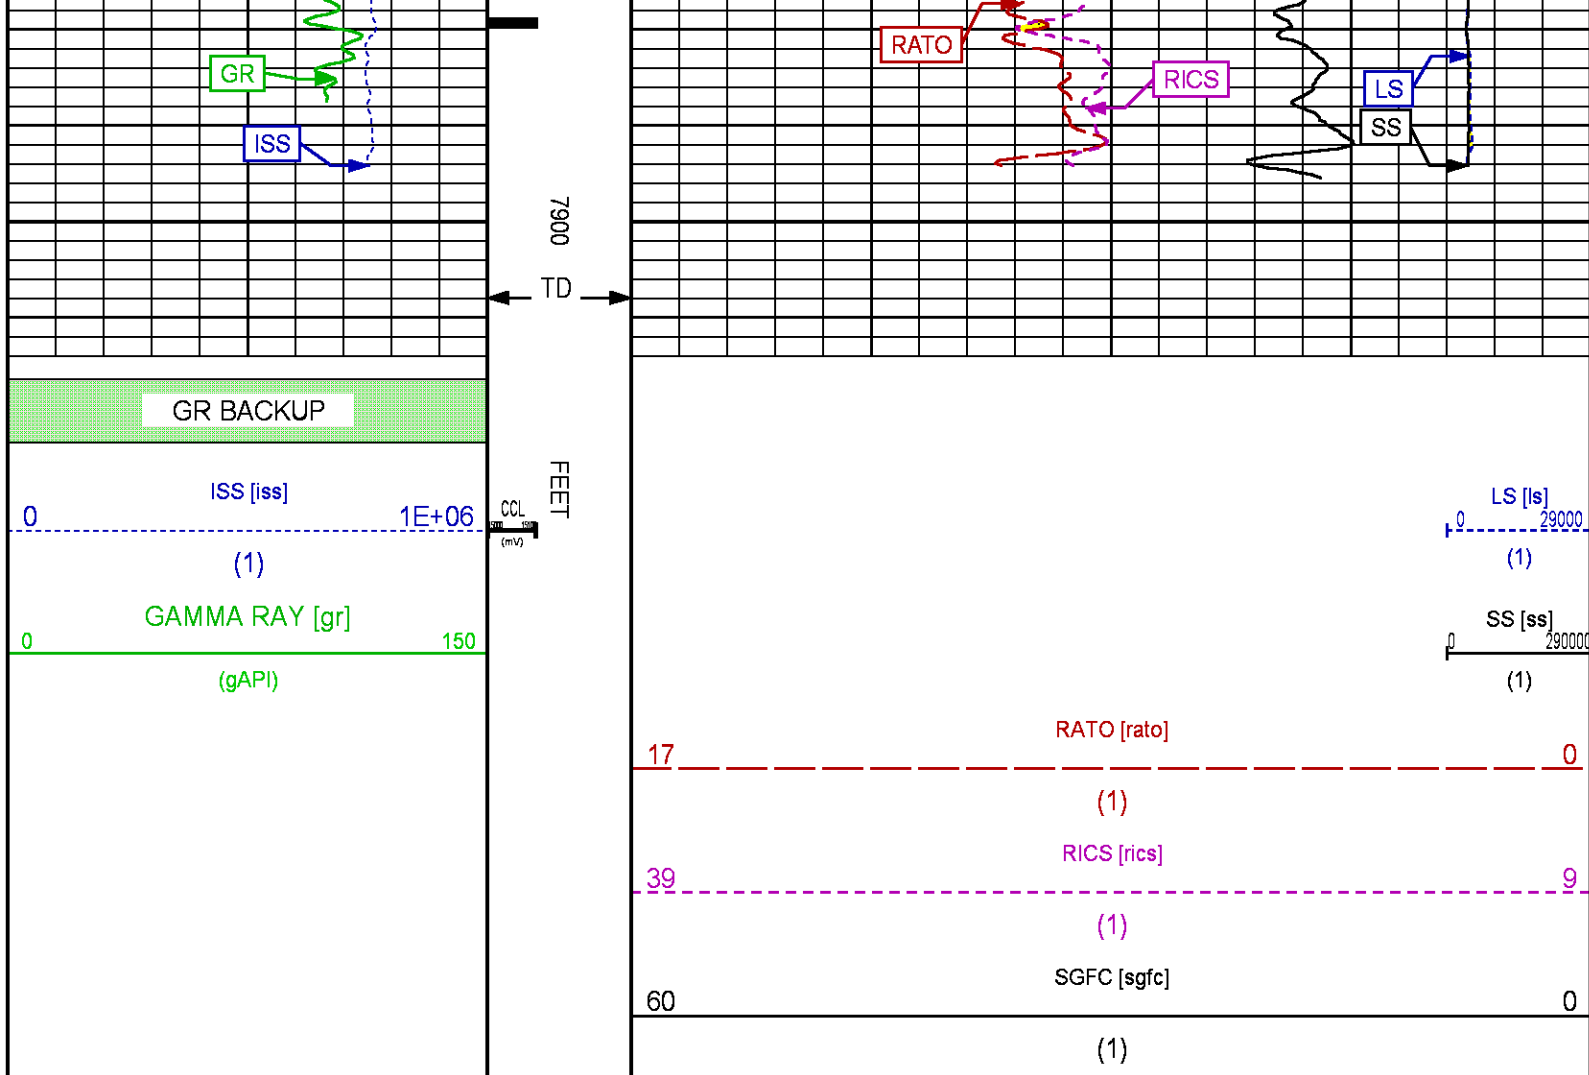 RATO
GR
RICS
LS
SS
ISS
7900
TD
GR BACKUP
FEET
ISS [iss]
0 1E+06
(1)
CCL
(mV)
LS [ls]
0 29000
(1)
GAMMA RAY [gr]
0 150
(gAPI)
SS [ss]
0 290000
(1)
RATO [rato]
17 0
(1)
RICS [rics]
39 9
(1)
SGFC [sgfc]
60 0
(1)